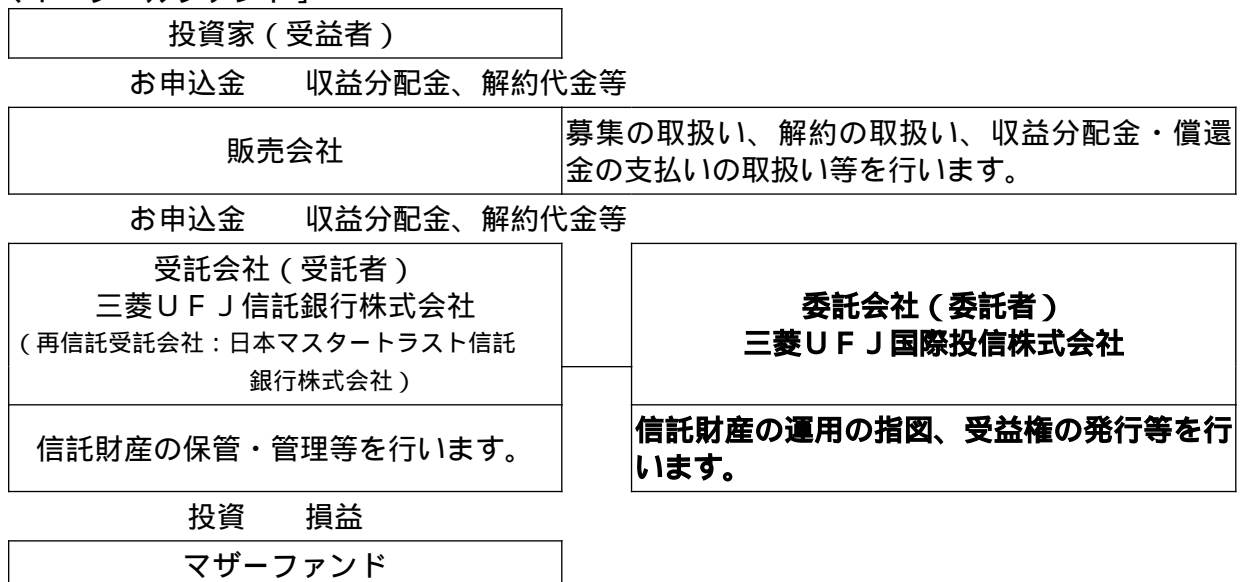 投資家（受益者）
お申込金　　収益分配金、解約代金等
販売会社
募集の取扱い、解約の取扱い、収益分配金・償還
金の支払いの取扱い等を行います。
お申込金　　収益分配金、解約代金等
受託会社（受託者）
三菱ＵＦＪ信託銀行株式会社
（再信託受託会社：日本マスタートラスト信託
銀行株式会社）
委託会社（委託者）
三菱ＵＦＪ国際投信株式会社
信託財産の保管・管理等を行います。
信託財産の運用の指図、受益権の発行等を行
います。
投資　　損益
マザーファンド